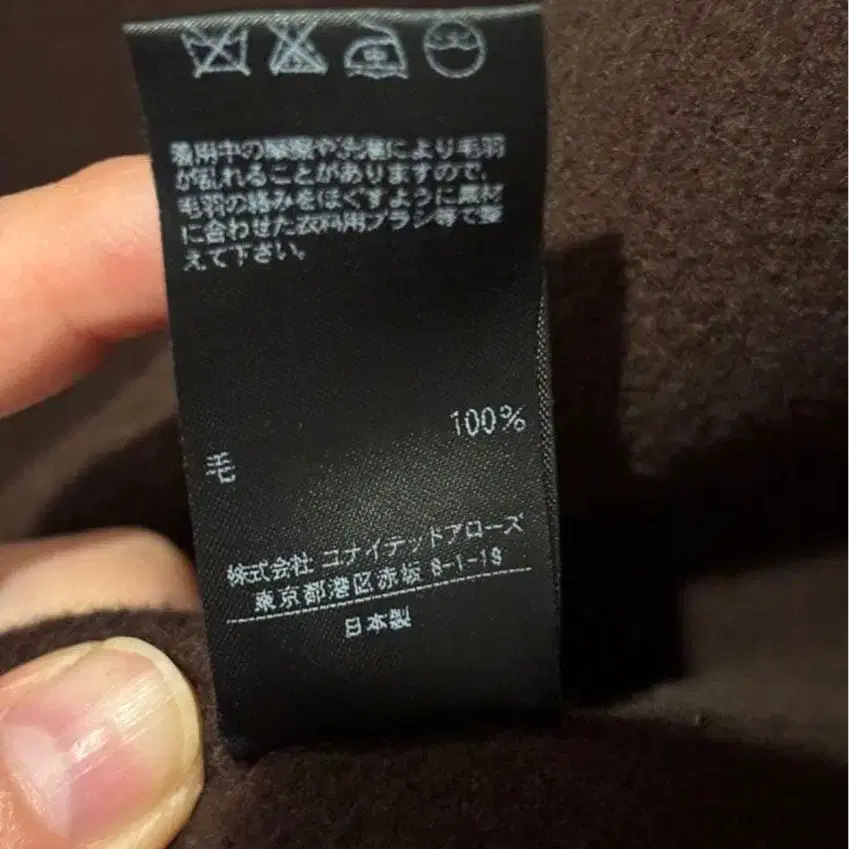 着用中の摩擦や洗濯により毛羽
が乱れることがありますので、
毛羽の絡みをほぐすように素材
に合わせた衣料用ブラシ等で整
えて下さい。
毛 100%
株式会社 ユナイテッドアローズ
東京都港区赤坂 8-1-19
日本製